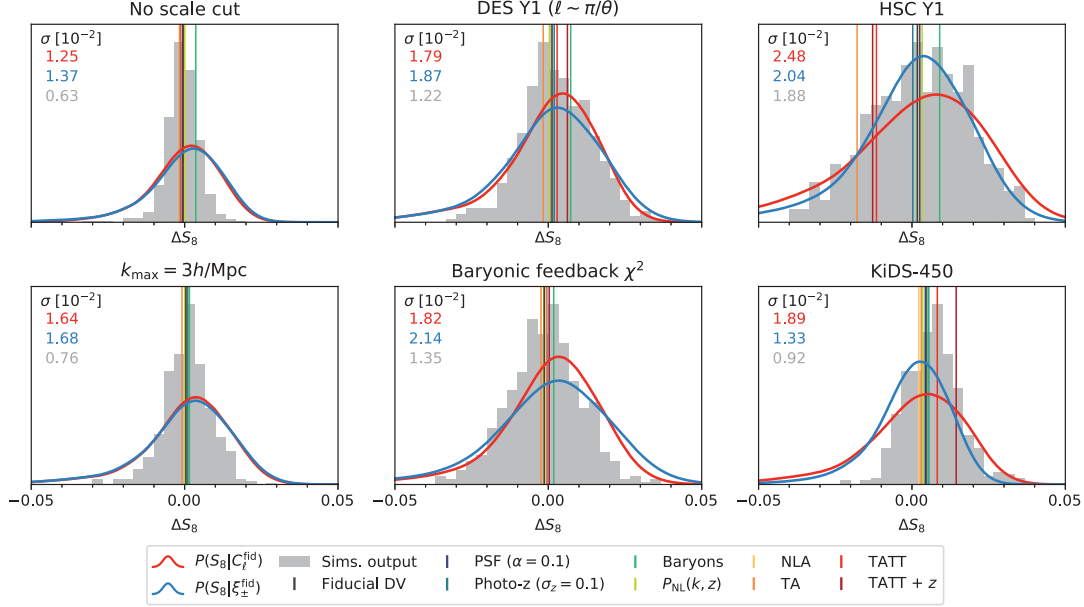 No scale cut
DES Y1 (ℓ ~ π/θ)
HSC Y1
σ [10⁻²]
1.25
1.37
0.63
σ [10⁻²]
1.79
1.87
1.22
σ [10⁻²]
2.48
2.04
1.88
ΔS₈
ΔS₈
ΔS₈
k_max = 3h/Mpc
Baryonic feedback χ²
KiDS-450
σ [10⁻²]
1.64
1.68
0.76
σ [10⁻²]
1.82
2.14
1.35
σ [10⁻²]
1.89
1.33
0.92
−0.05 0.00 0.05
0.00 0.05
0.00 0.05
ΔS₈
ΔS₈
ΔS₈
P(S₈|C_ℓ^fid) Sims. output PSF (α = 0.1) Baryons NLA TATT
P(S₈|ξ_±^fid) Fiducial DV Photo-z (σ_z = 0.1) P_NL(k, z) TA TATT + z